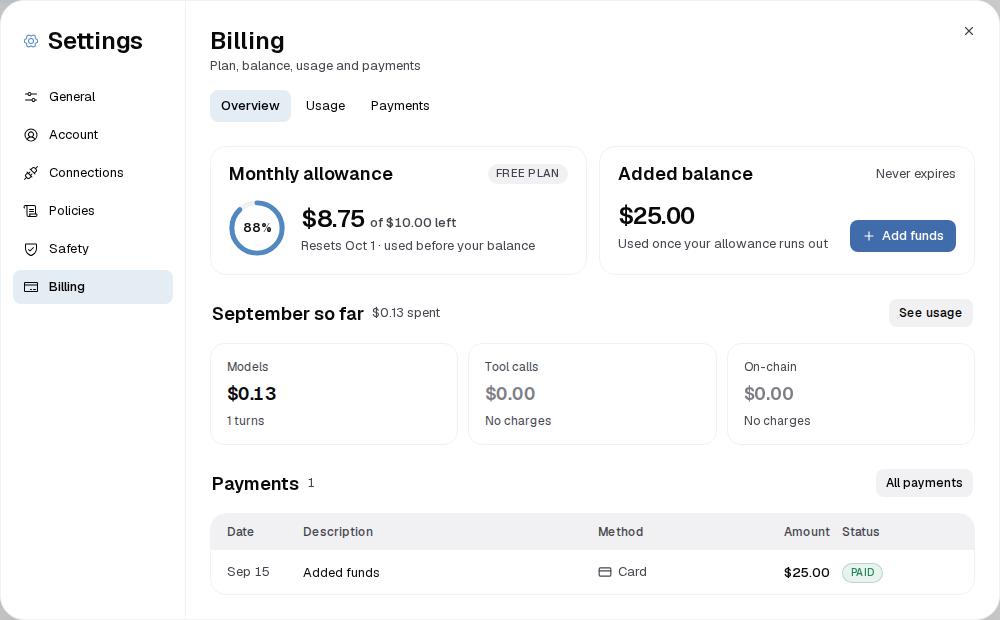 Settings
General
Account
Connections
Policies
Safety
Billing
Billing
Plan, balance, usage and payments
Overview Usage Payments
Monthly allowance FREE PLAN
88%
$8.75 of $10.00 left
Resets Oct 1 · used before your balance
Added balance Never expires
$25.00
Used once your allowance runs out
+ Add funds
September so far $0.13 spent See usage
Models
$0.13
1 turns
Tool calls
$0.00
No charges
On-chain
$0.00
No charges
Payments 1 All payments
Date Description Method Amount Status
Sep 15 Added funds Card $25.00 PAID